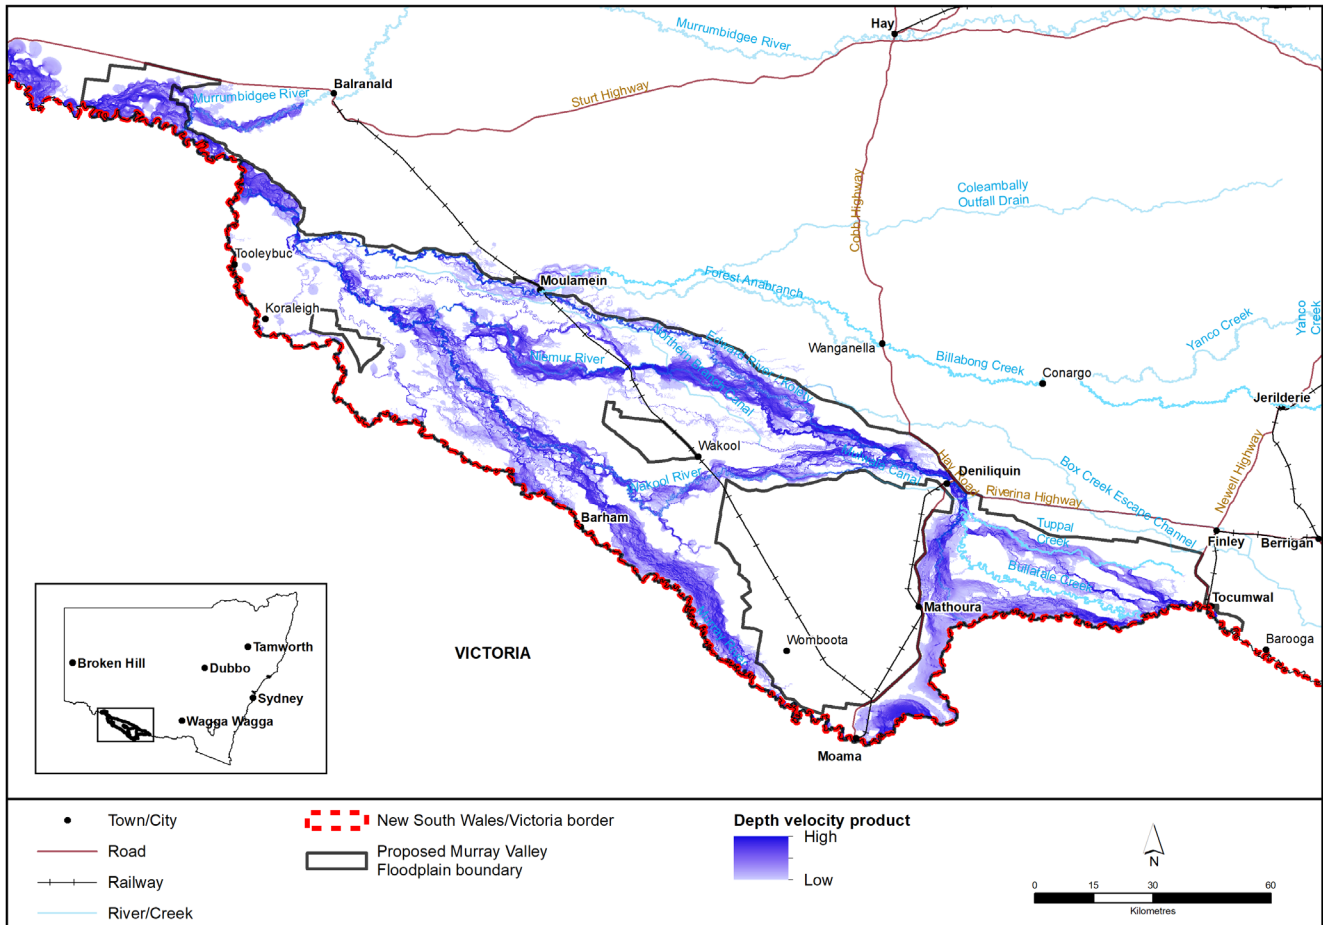 Hay
Murrumbidgee River
Balranald
Murrumbidgee River
Sturt Highway
Cobb Highway
Coleambally
Outfall Drain
Tooleybuc
Moulamein
Forest Anabranch
Koraleigh
Yanco Creek
Yanco
Creek
Wanganella
Billabong Creek
Conargo
Niemur River
Jerilderie
Wakool
Wakool River
Canal
Deniliquin
Riverina Highway
Box Creek Escape Channel
Newell Highway
Barham
Tuppal
Creek
Finley
Berrigan
Bullatale Creek
Mathoura
Tocumwal
Barooga
Womboota
VICTORIA
Moama
Broken Hill
Tamworth
Dubbo
Sydney
Wagga Wagga
Town/City
Road
Railway
River/Creek
New South Wales/Victoria border
Proposed Murray Valley
Floodplain boundary
Depth velocity product
High
Low
N
0 15 30 60
Kilometres